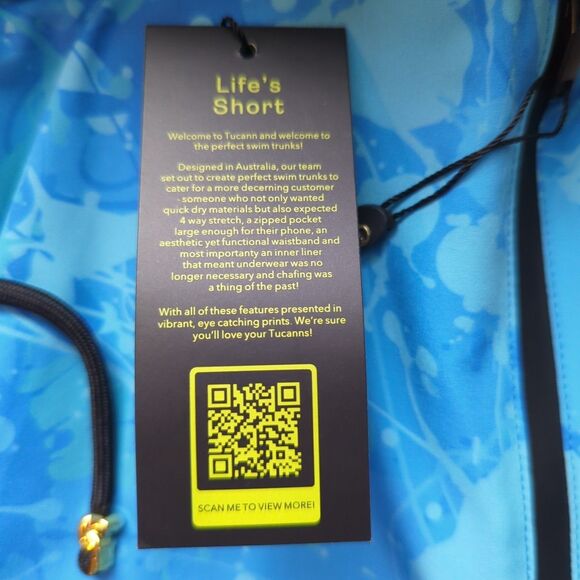 Life's
Short
Welcome to Tucann and welcome to
the perfect swim trunks!
Designed in Australia, our team
set out to create perfect swim trunks to
cater for a more decerning customer
- someone who not only wanted
quick dry materials but also expected
4 way stretch, a zipped pocket
large enough for their phone, an
aesthetic yet functional waistband and
most importanty an inner liner
that meant underwear was no
longer necessary and chafing was
a thing of the past!
With all of these features presented in
vibrant, eye catching prints. We're sure
you'll love your Tucanns!
SCAN ME TO VIEW MORE!